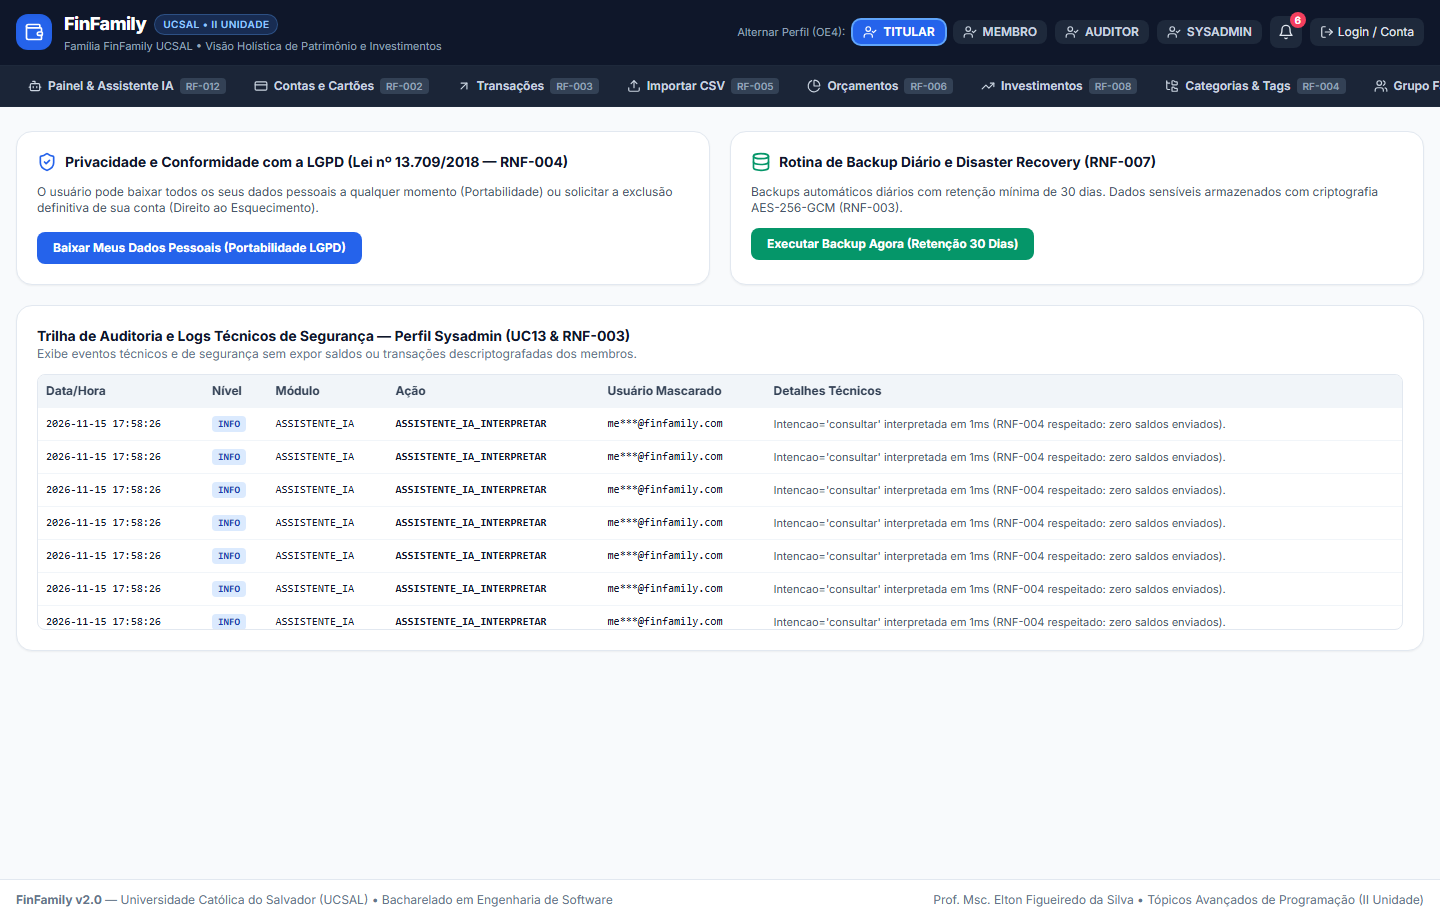 FinFamily UCSAL • II UNIDADE
Família FinFamily UCSAL • Visão Holística de Patrimônio e Investimentos
Alternar Perfil (OE4): TITULAR MEMBRO AUDITOR SYSADMIN 6 Login / Conta
Painel & Assistente IA RF-012 Contas e Cartões RF-002 Transações RF-003 Importar CSV RF-005 Orçamentos RF-006 Investimentos RF-008 Categorias & Tags RF-004 Grupo F
Privacidade e Conformidade com a LGPD (Lei nº 13.709/2018 — RNF-004)
O usuário pode baixar todos os seus dados pessoais a qualquer momento (Portabilidade) ou solicitar a exclusão
definitiva de sua conta (Direito ao Esquecimento).
Baixar Meus Dados Pessoais (Portabilidade LGPD)
Rotina de Backup Diário e Disaster Recovery (RNF-007)
Backups automáticos diários com retenção mínima de 30 dias. Dados sensíveis armazenados com criptografia
AES-256-GCM (RNF-003).
Executar Backup Agora (Retenção 30 Dias)
Trilha de Auditoria e Logs Técnicos de Segurança — Perfil Sysadmin (UC13 & RNF-003)
Exibe eventos técnicos e de segurança sem expor saldos ou transações descriptografadas dos membros.
Data/Hora Nível Módulo Ação Usuário Mascarado Detalhes Técnicos
2026-11-15 17:58:26 INFO ASSISTENTE_IA ASSISTENTE_IA_INTERPRETAR me***@finfamily.com Intencao='consultar' interpretada em 1ms (RNF-004 respeitado: zero saldos enviados).
2026-11-15 17:58:26 INFO ASSISTENTE_IA ASSISTENTE_IA_INTERPRETAR me***@finfamily.com Intencao='consultar' interpretada em 1ms (RNF-004 respeitado: zero saldos enviados).
2026-11-15 17:58:26 INFO ASSISTENTE_IA ASSISTENTE_IA_INTERPRETAR me***@finfamily.com Intencao='consultar' interpretada em 1ms (RNF-004 respeitado: zero saldos enviados).
2026-11-15 17:58:26 INFO ASSISTENTE_IA ASSISTENTE_IA_INTERPRETAR me***@finfamily.com Intencao='consultar' interpretada em 1ms (RNF-004 respeitado: zero saldos enviados).
2026-11-15 17:58:26 INFO ASSISTENTE_IA ASSISTENTE_IA_INTERPRETAR me***@finfamily.com Intencao='consultar' interpretada em 1ms (RNF-004 respeitado: zero saldos enviados).
2026-11-15 17:58:26 INFO ASSISTENTE_IA ASSISTENTE_IA_INTERPRETAR me***@finfamily.com Intencao='consultar' interpretada em 1ms (RNF-004 respeitado: zero saldos enviados).
2026-11-15 17:58:26 INFO ASSISTENTE_IA ASSISTENTE_IA_INTERPRETAR me***@finfamily.com Intencao='consultar' interpretada em 1ms (RNF-004 respeitado: zero saldos enviados).
FinFamily v2.0 — Universidade Católica do Salvador (UCSAL) • Bacharelado em Engenharia de Software
Prof. Msc. Elton Figueiredo da Silva • Tópicos Avançados de Programação (II Unidade)